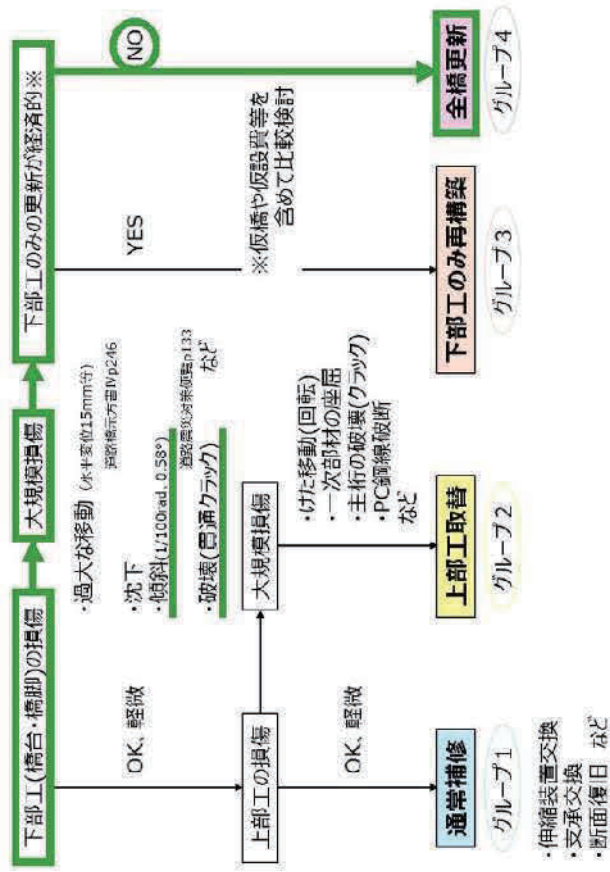 下部工(橋台・橋脚)の損傷
大規模損傷
下部工のみの更新が経済的※
・過大な移動(水平変位15mm等)
道路橋示方書Ⅳp246
・沈下
・傾斜(1/100rad, 0.58°)
道路震災対策便覧p133
・破壊(貫通クラック) など
OK、軽微
YES
NO
※仮橋や仮設費等を
含めて比較検討
上部工の損傷
大規模損傷
・けた移動(回転)
・一次部材の座屈
・主桁の破壊(クラック)
・PC鋼線破断
など
OK、軽微
通常補修
上部工取替
下部工のみ再構築
全橋更新
グループ1
グループ2
グループ3
グループ4
・伸縮装置交換
・支承交換
・断面復旧 など